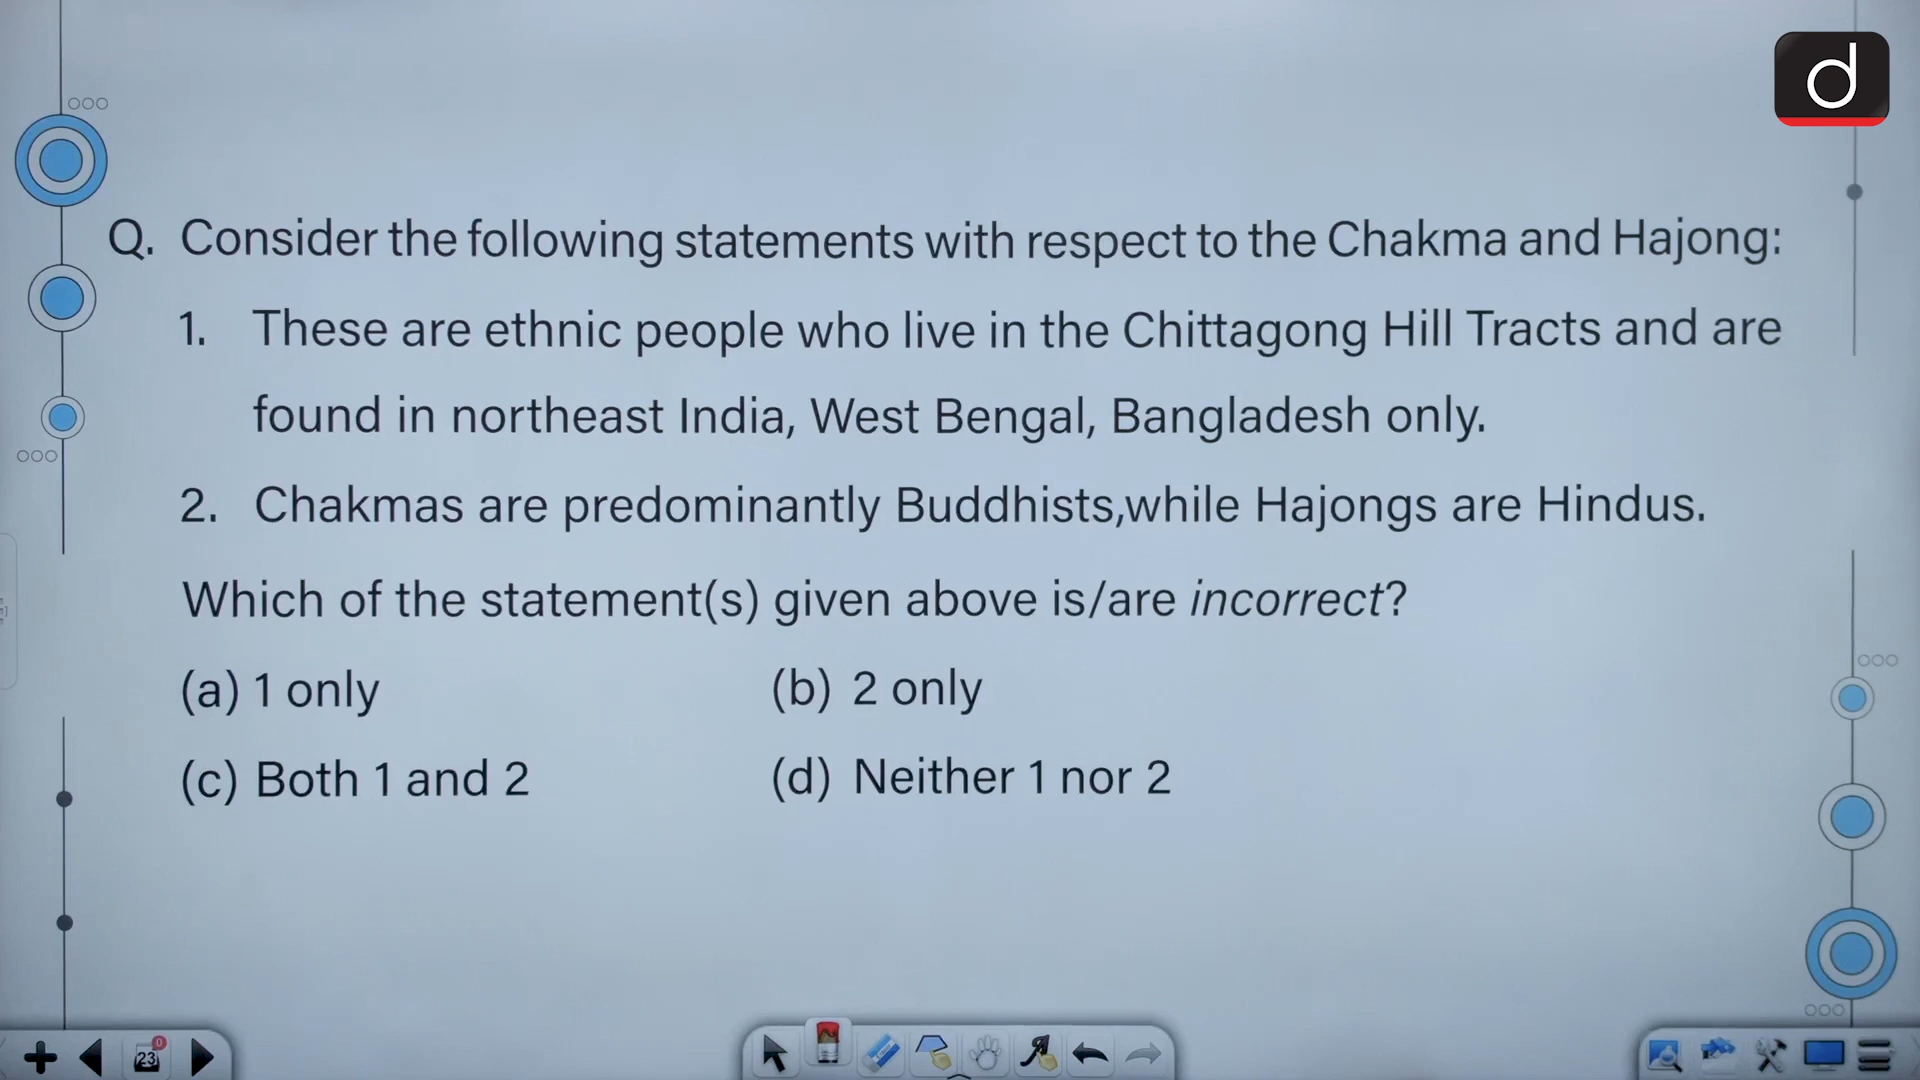 d
Q. Consider the following statements with respect to the Chakma and Hajong:
1. These are ethnic people who live in the Chittagong Hill Tracts and are
found in northeast India, West Bengal, Bangladesh only.
2. Chakmas are predominantly Buddhists,while Hajongs are Hindus.
Which of the statement(s) given above is/are incorrect?
(a) 1 only (b) 2 only
(c) Both 1 and 2 (d) Neither 1 nor 2
23 0